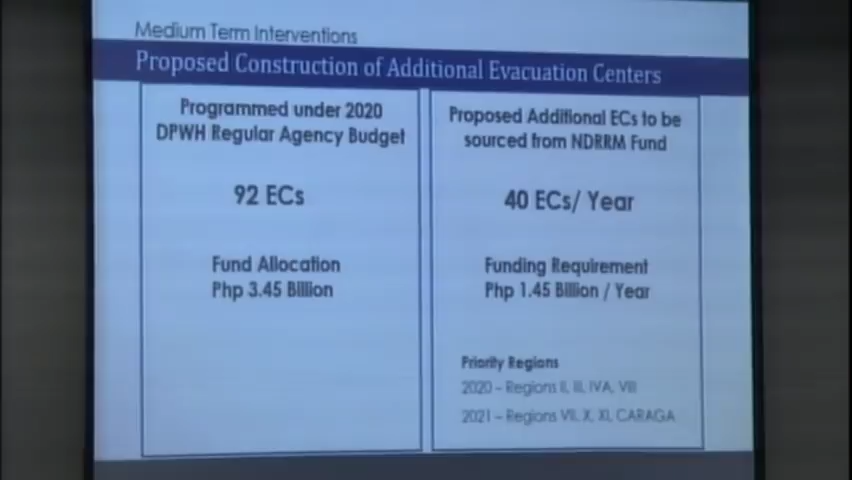 Medium Term Interventions
Proposed Construction of Additional Evacuation Centers
Programmed under 2020
DPWH Regular Agency Budget
92 ECs
Fund Allocation
Php 3.45 Billion
Proposed Additional ECs to be
sourced from NDRRM Fund
40 ECs/ Year
Funding Requirement
Php 1.45 Billion / Year
Priority Regions
2020 – Regions II, III, IVA, VIII
2021 – Regions VII, X, XI, CARAGA